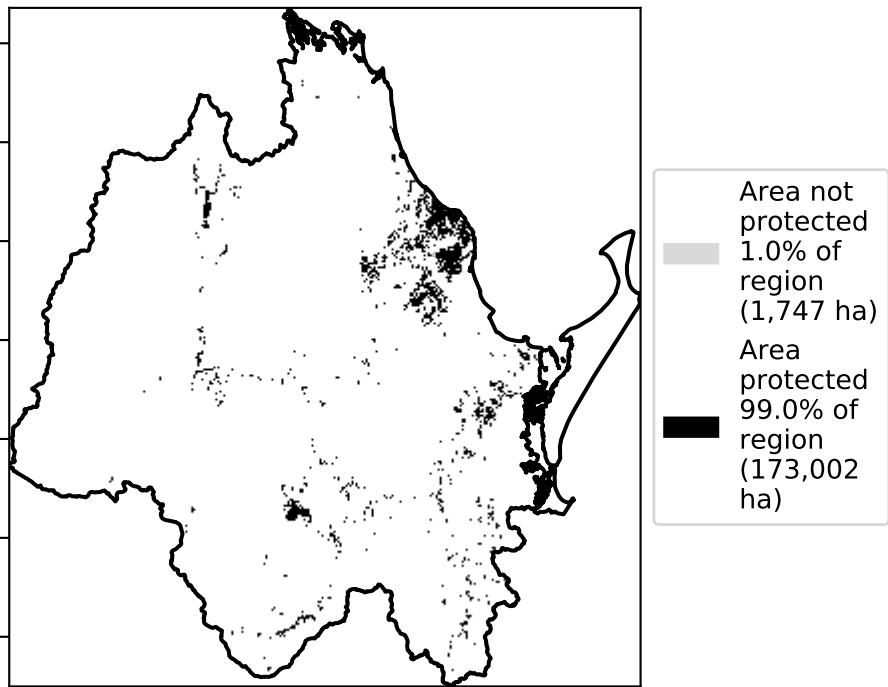 Area not
protected
1.0% of
region
(1,747 ha)
Area
protected
99.0% of
region
(173,002
ha)